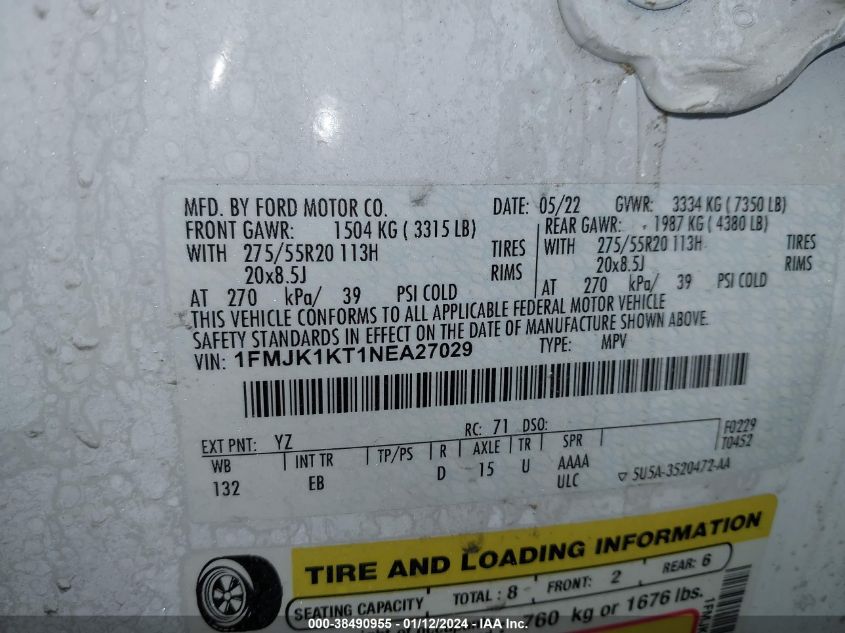 MFD. BY FORD MOTOR CO. DATE: 05/22 GVWR: 3334 KG ( 7350 LB)
FRONT GAWR: 1504 KG ( 3315 LB) REAR GAWR: 1987 KG ( 4380 LB)
WITH 275/55R20 113H TIRES WITH 275/55R20 113H TIRES
20x8.5J RIMS 20x8.5J RIMS
AT 270 kPa/ 39 PSI COLD AT 270 kPa/ 39 PSI COLD
THIS VEHICLE CONFORMS TO ALL APPLICABLE FEDERAL MOTOR VEHICLE
SAFETY STANDARDS IN EFFECT ON THE DATE OF MANUFACTURE SHOWN ABOVE.
VIN: 1FMJK1KT1NEA27029 TYPE: MPV
EXT PNT: YZ RC: 71 DSO: F0229
T0452
WB INT TR TP/PS R AXLE TR SPR
132 EB D 15 U AAAA
ULC 5U5A-3520472-AA
TIRE AND LOADING INFORMATION
SEATING CAPACITY TOTAL : 8 FRONT: 2 REAR: 6
760 kg or 1676 lbs.
000-38490955 - 01/12/2024 - IAA Inc.